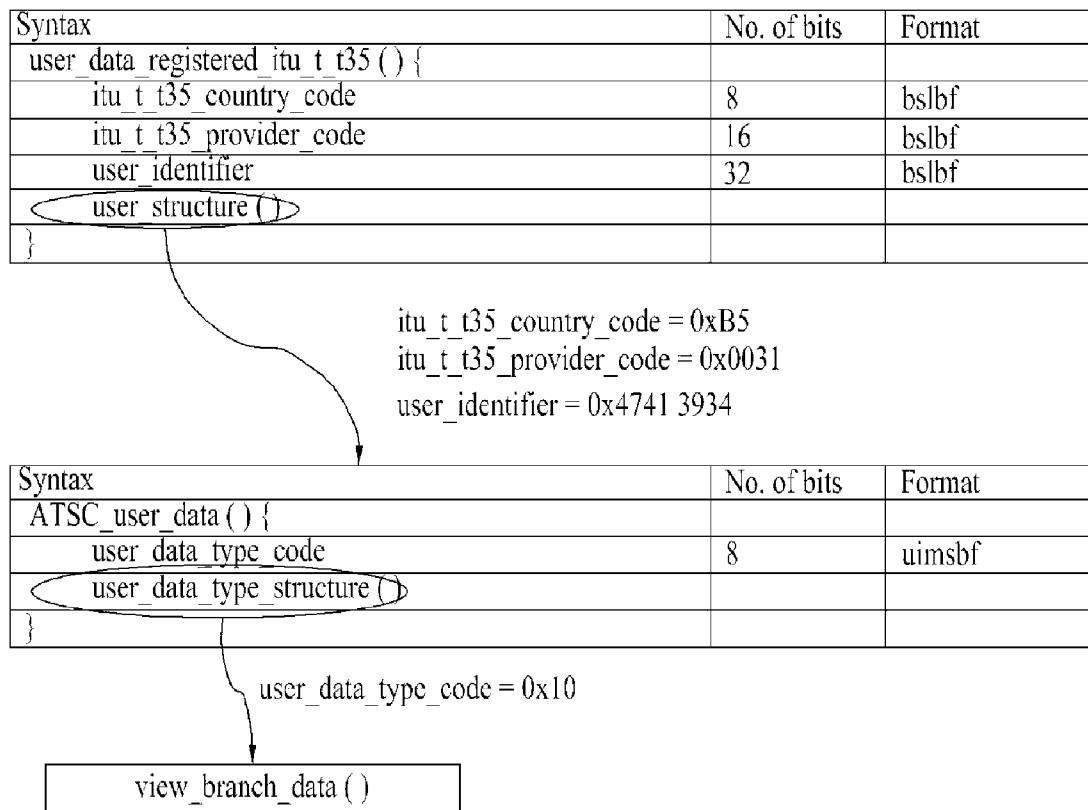 Syntax No. of bits Format
user_data_registered_itu_t_t35 ( ) {
itu_t_t35_country_code 8 bslbf
itu_t_t35_provider_code 16 bslbf
user_identifier 32 bslbf
user_structure ( )
}
itu_t_t35_country_code = 0xB5
itu_t_t35_provider_code = 0x0031
user_identifier = 0x4741 3934
Syntax No. of bits Format
ATSC_user_data ( ) {
user_data_type_code 8 uimsbf
user_data_type_structure ( )
}
user_data_type_code = 0x10
view_branch_data ( )